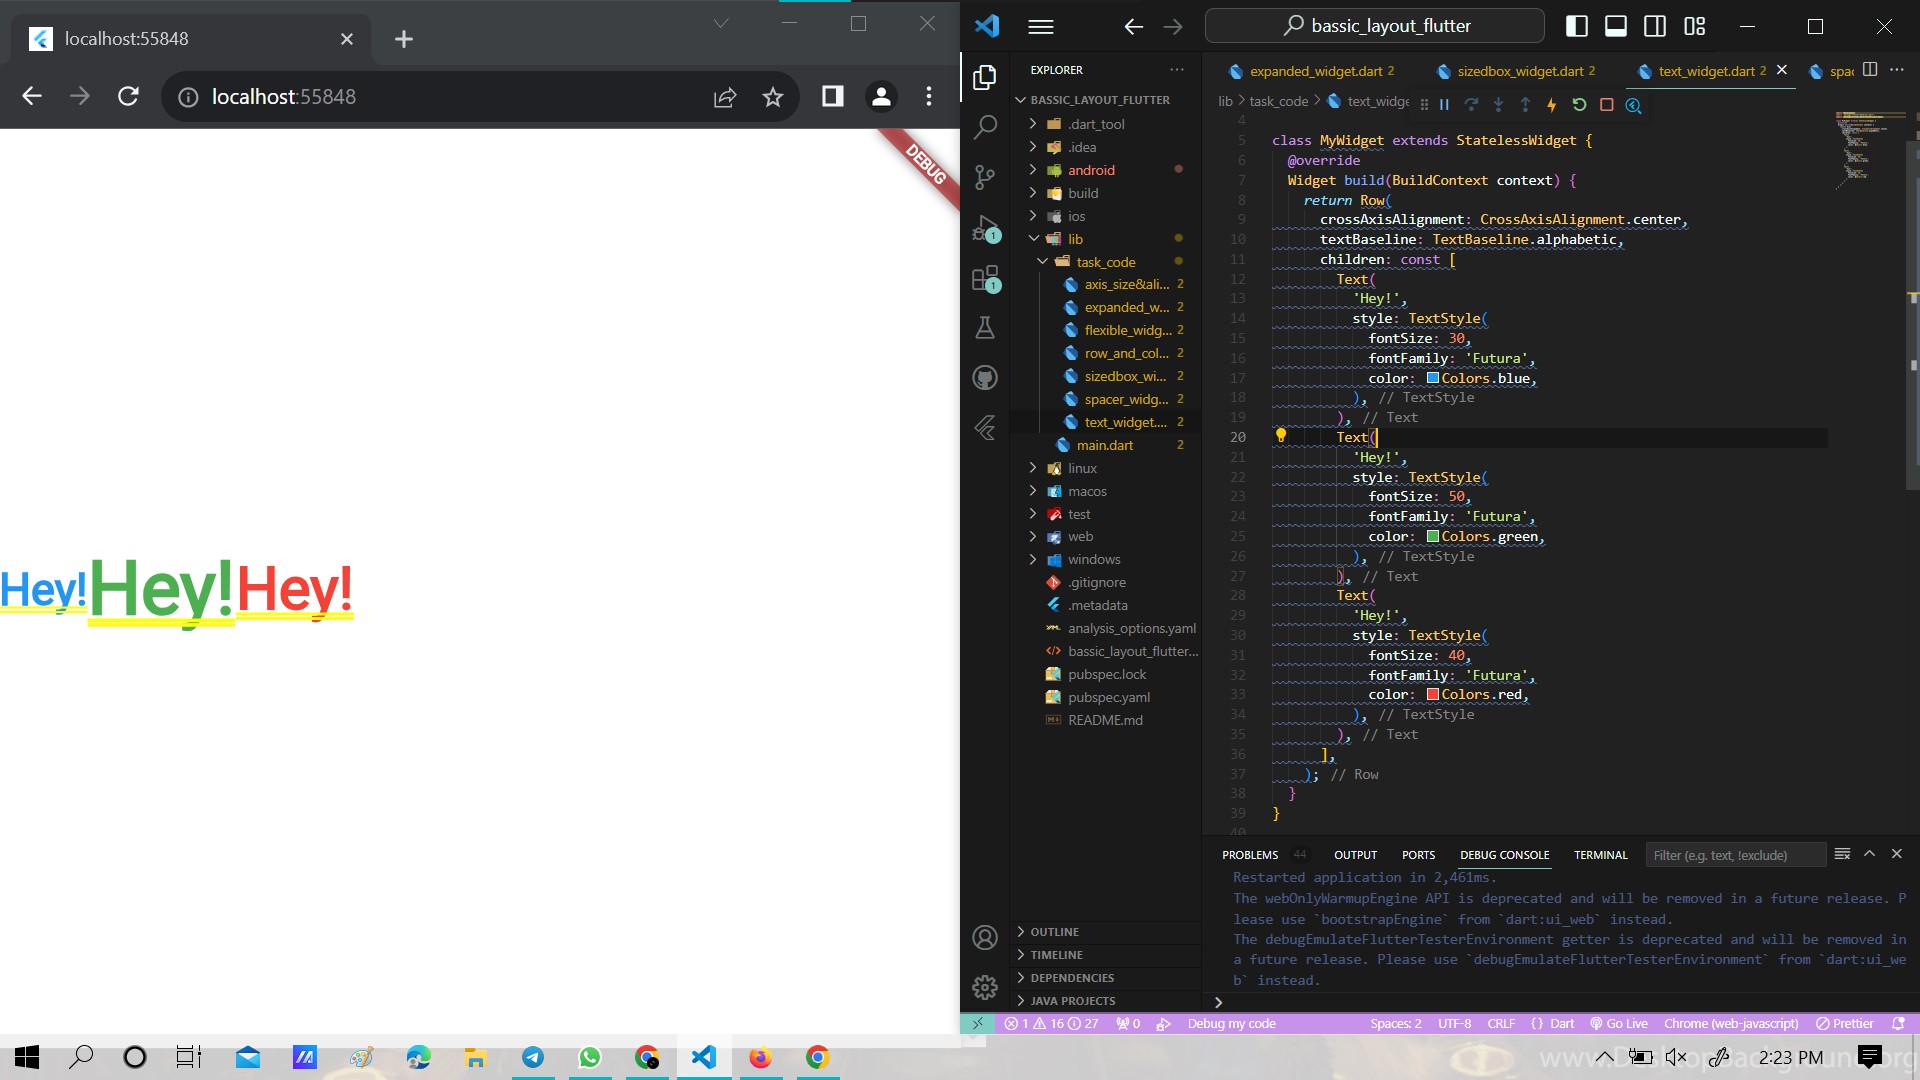 localhost:55848
localhost:55848
DEBUG
Hey!Hey!Hey!
bassic_layout_flutter
EXPLORER
BASSIC_LAYOUT_FLUTTER
.dart_tool
.idea
android
build
ios
lib
task_code
axis_size&ali... 2
expanded_w... 2
flexible_widg... 2
row_and_col... 2
sizedbox_wi... 2
spacer_widg... 2
text_widget.... 2
main.dart 2
linux
macos
test
web
windows
.gitignore
.metadata
analysis_options.yaml
bassic_layout_flutter...
pubspec.lock
pubspec.yaml
README.md
OUTLINE
TIMELINE
DEPENDENCIES
JAVA PROJECTS
1
1
expanded_widget.dart 2 sizedbox_widget.dart 2 text_widget.dart 2 spac
lib > task_code > text_widge
4
5 class MyWidget extends StatelessWidget {
6 @override
7 Widget build(BuildContext context) {
8 return Row(
9 crossAxisAlignment: CrossAxisAlignment.center,
10 textBaseline: TextBaseline.alphabetic,
11 children: const [
12 Text(
13 'Hey!',
14 style: TextStyle(
15 fontSize: 30,
16 fontFamily: 'Futura',
17 color: Colors.blue,
18 ), // TextStyle
19 ), // Text
20 Text(
21 'Hey!',
22 style: TextStyle(
23 fontSize: 50,
24 fontFamily: 'Futura',
25 color: Colors.green,
26 ), // TextStyle
27 ), // Text
28 Text(
29 'Hey!',
30 style: TextStyle(
31 fontSize: 40,
32 fontFamily: 'Futura',
33 color: Colors.red,
34 ), // TextStyle
35 ), // Text
36 ],
37 ); // Row
38 }
39 }
40
PROBLEMS 44 OUTPUT PORTS DEBUG CONSOLE TERMINAL Filter (e.g. text, !exclude)
Restarted application in 2,461ms.
The webOnlyWarmupEngine API is deprecated and will be removed in a future release. P
lease use `bootstrapEngine` from `dart:ui_web` instead.
The debugEmulateFlutterTesterEnvironment getter is deprecated and will be removed in
a future release. Please use `debugEmulateFlutterTesterEnvironment` from `dart:ui_we
b` instead.
1 16 27 0 Debug my code Spaces: 2 UTF-8 CRLF {} Dart Go Live Chrome (web-javascript) Prettier
2:23 PM
www.DesktopBackground.org